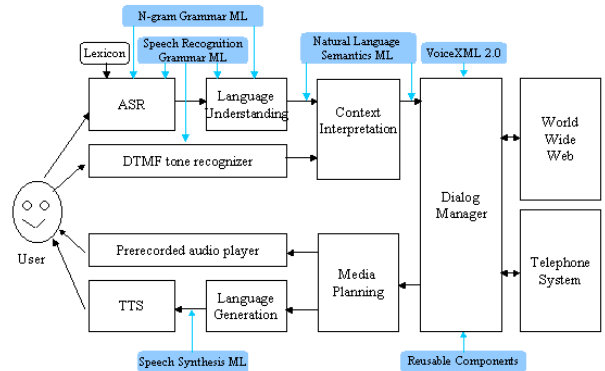 N-gram Grammar ML
Lexicon
Speech Recognition
Grammar ML
Natural Language
Semantics ML
VoiceXML 2.0
ASR
Language
Understanding
Context
Interpretation
World
Wide
Web
DTMF tone recognizer
Dialog
Manager
User
Prerecorded audio player
Media
Planning
Telephone
System
TTS
Language
Generation
Speech Synthesis ML
Reusable Components